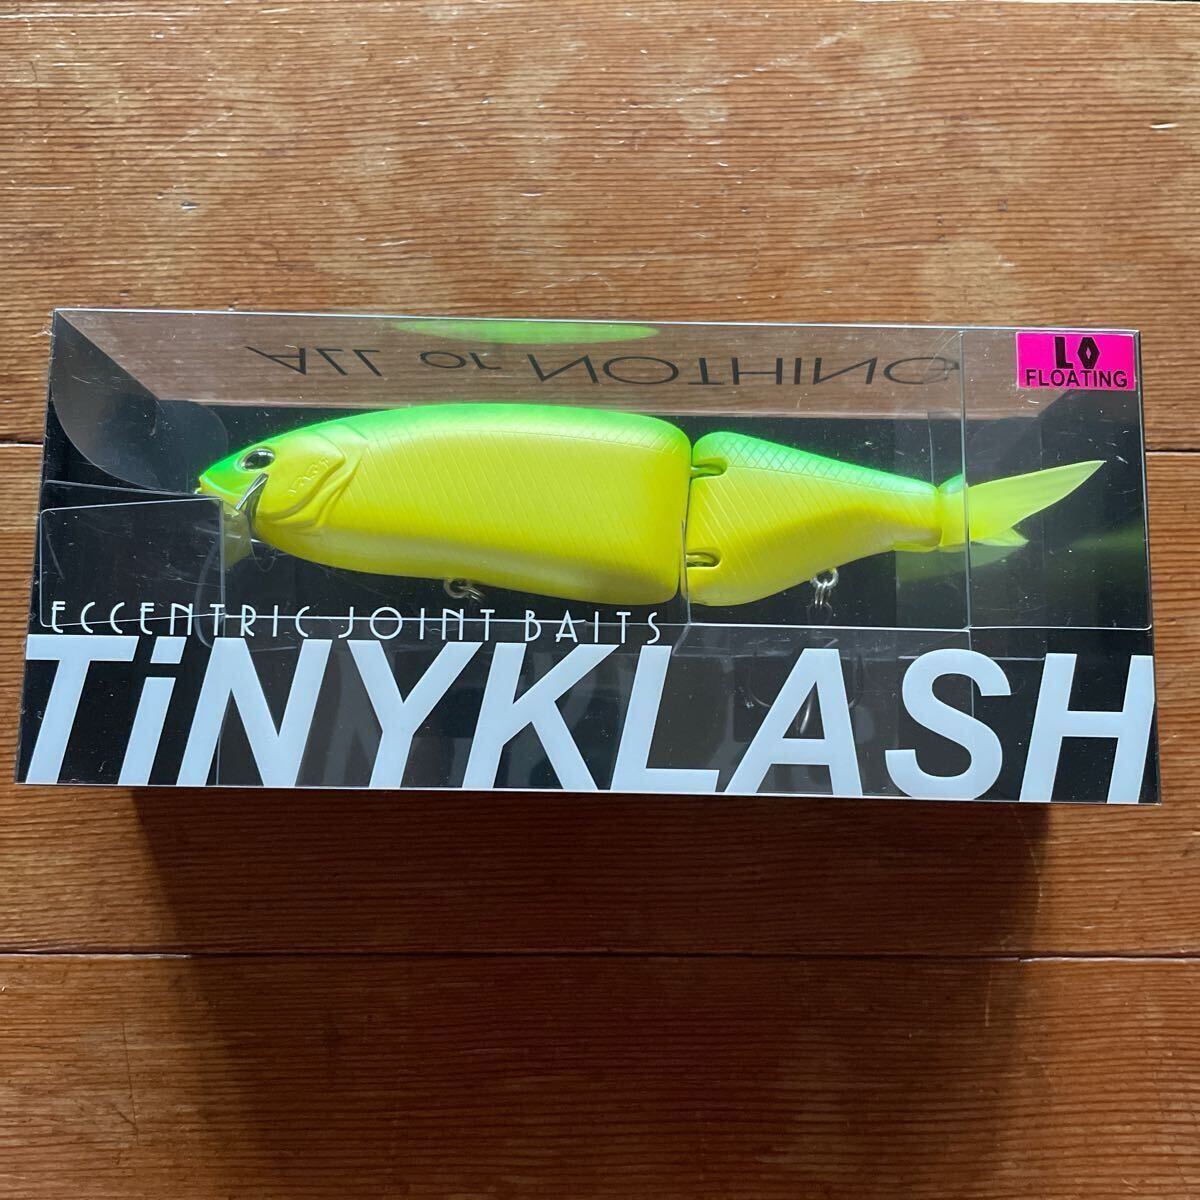 ALL or NOTHING
LO
FLOATING
ECCENTRIC JOINT BAITS
TiNYKLASH